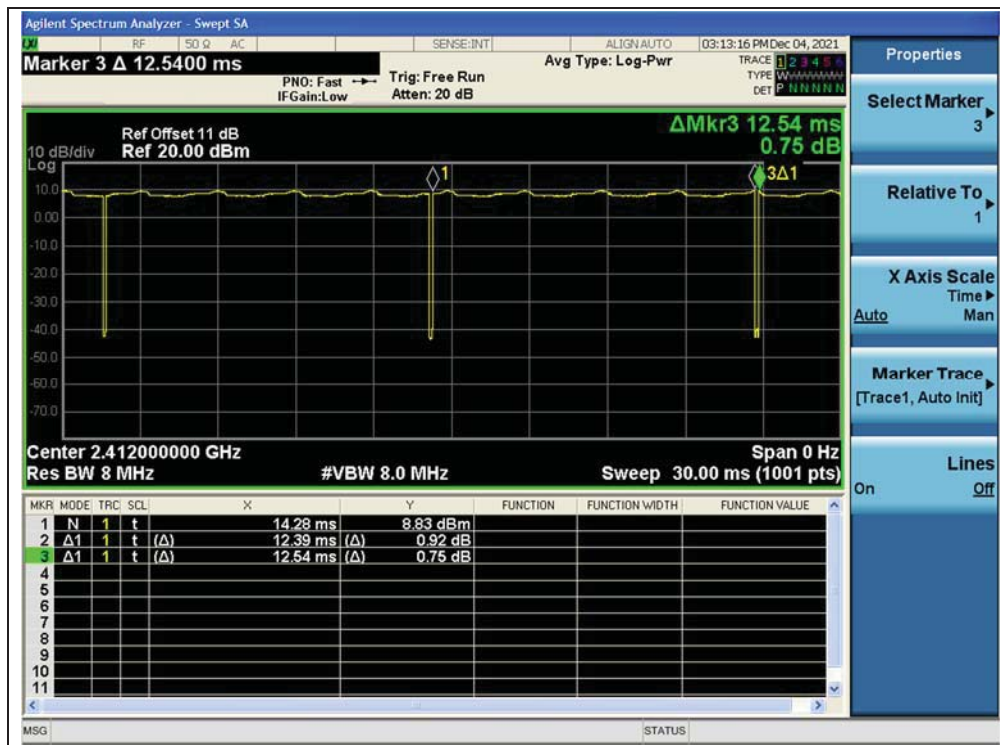 Agilent Spectrum Analyzer - Swept SA
LXI RF 50 Ω AC SENSE:INT ALIGN AUTO 03:13:16 PM Dec 04, 2021
Marker 3 Δ 12.5400 ms
PNO: Fast
IFGain:Low
Trig: Free Run
Atten: 20 dB
Avg Type: Log-Pwr
TRACE 1 2 3 4 5 6
TYPE W
DET P N N N N N
ΔMkr3 12.54 ms
0.75 dB
Ref Offset 11 dB
10 dB/div Ref 20.00 dBm
Log
1
3Δ1
10.0
0.00
-10.0
-20.0
-30.0
-40.0
-50.0
-60.0
-70.0
Center 2.412000000 GHz Span 0 Hz
Res BW 8 MHz #VBW 8.0 MHz Sweep 30.00 ms (1001 pts)
MKR MODE TRC SCL X Y FUNCTION FUNCTION WIDTH FUNCTION VALUE
1 N 1 t 14.28 ms 8.83 dBm
2 Δ1 1 t (Δ) 12.39 ms (Δ) 0.92 dB
3 Δ1 1 t (Δ) 12.54 ms (Δ) 0.75 dB
4
5
6
7
8
9
10
11
MSG STATUS
Properties
Select Marker
3
Relative To
1
X Axis Scale
Time
Auto Man
Marker Trace
[Trace1, Auto Init]
Lines
On Off